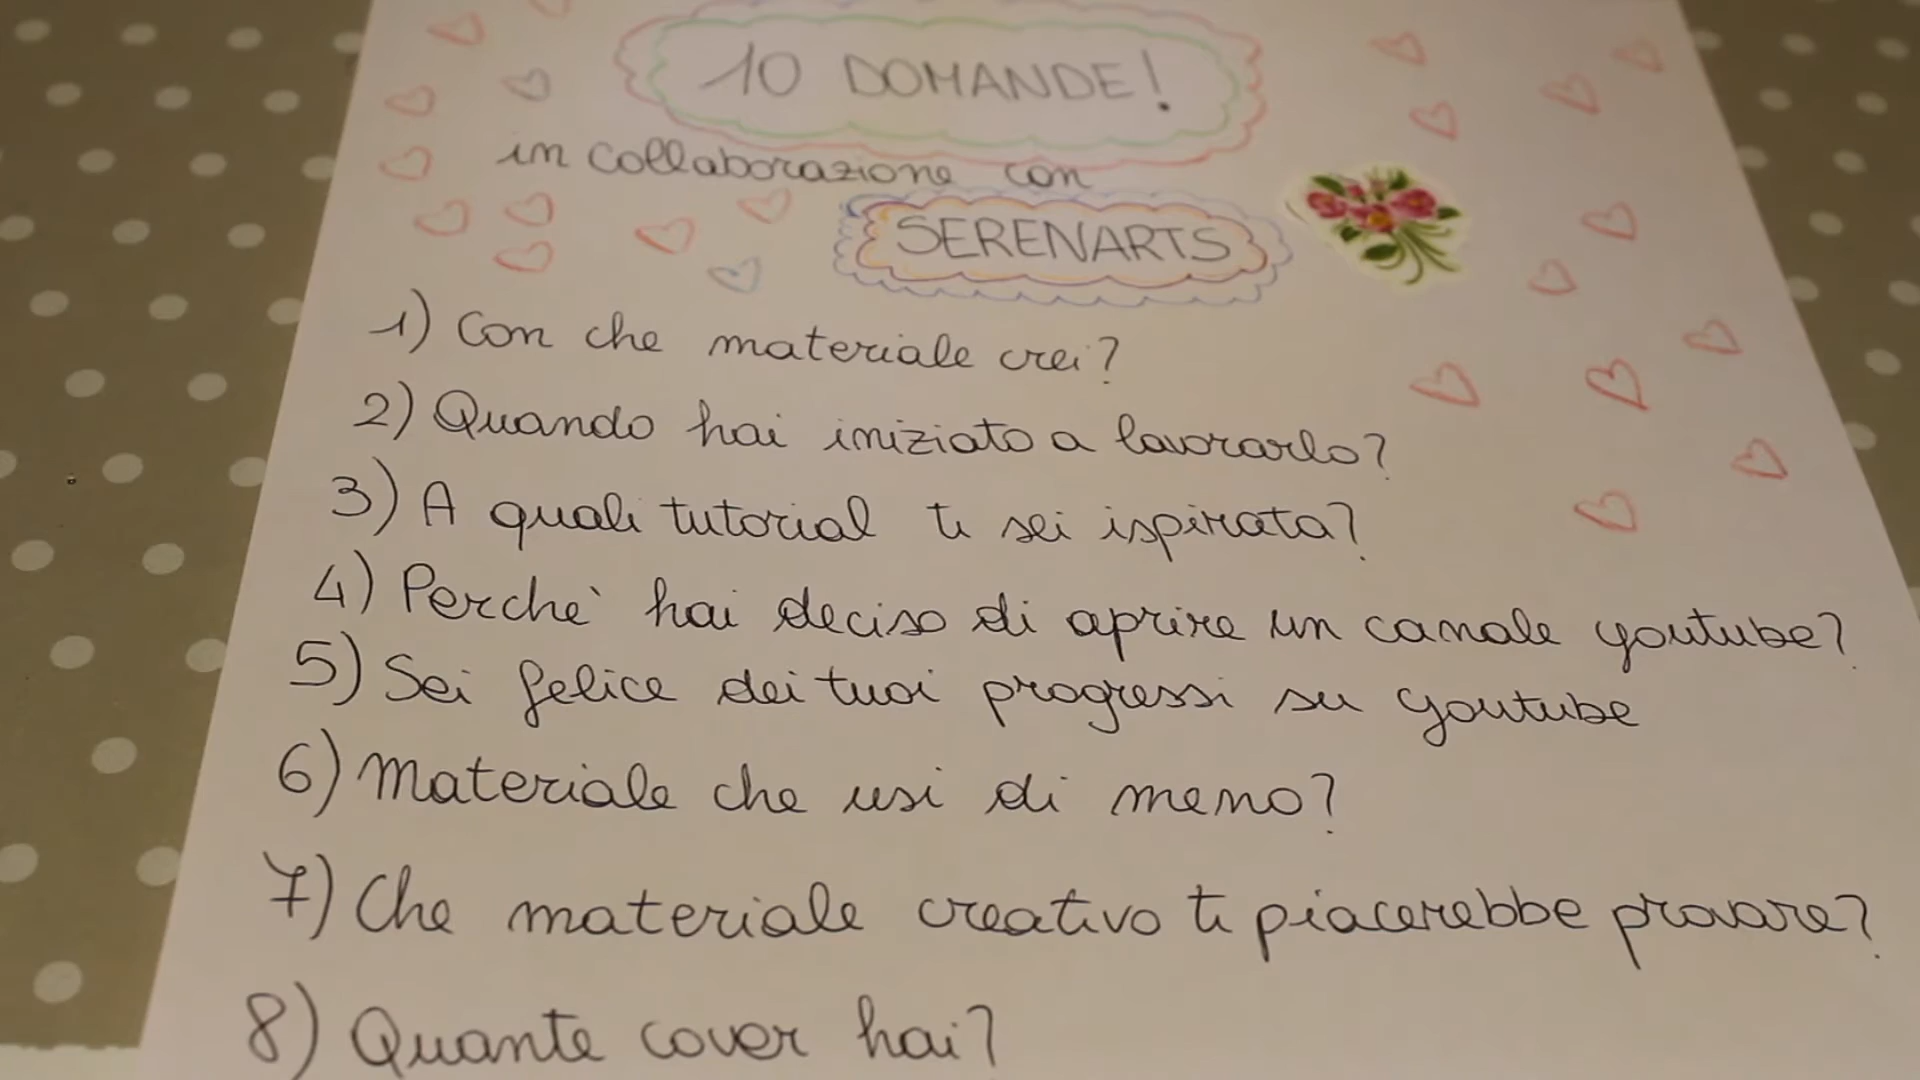 10 DOMANDE!
in collaborazione con
SERENARTS
1) Con che materiale crei?
2) Quando hai iniziato a lavorarlo?
3) A quali tutorial ti sei ispirata?
4) Perche' hai deciso di aprire un canale youtube?
5) Sei felice dei tuoi progressi su youtube
6) Materiale che usi di meno?
7) Che materiale creativo ti piacerebbe provare?
8) Quante cover hai?